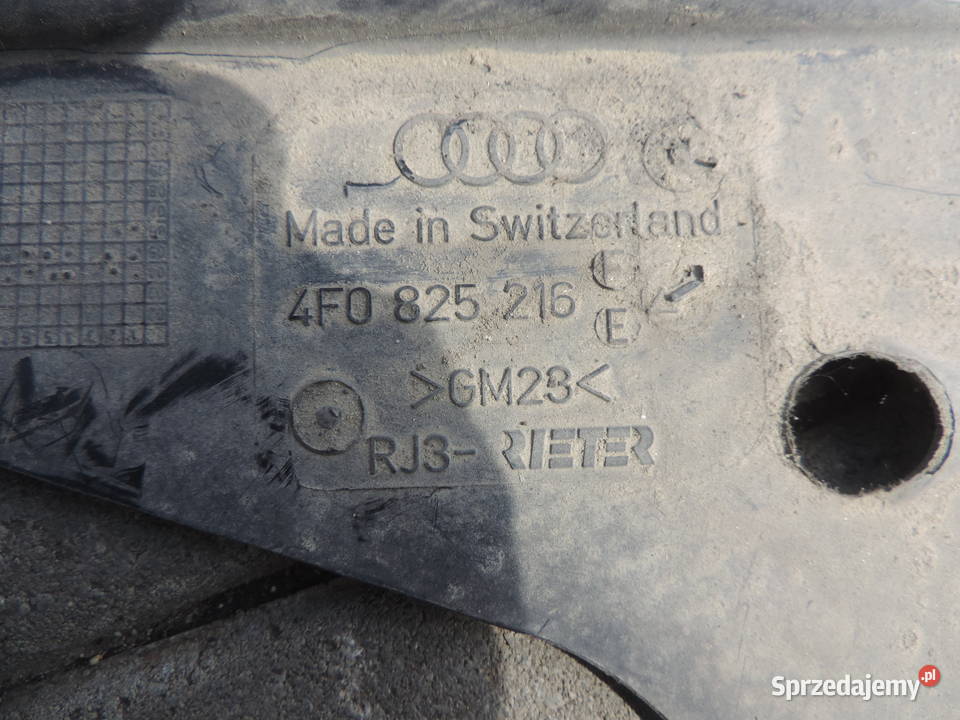 Made in Switzerland
4F0 825 216
E
>GM23<
RJ3- RIETER
Sprzedajemy.pl